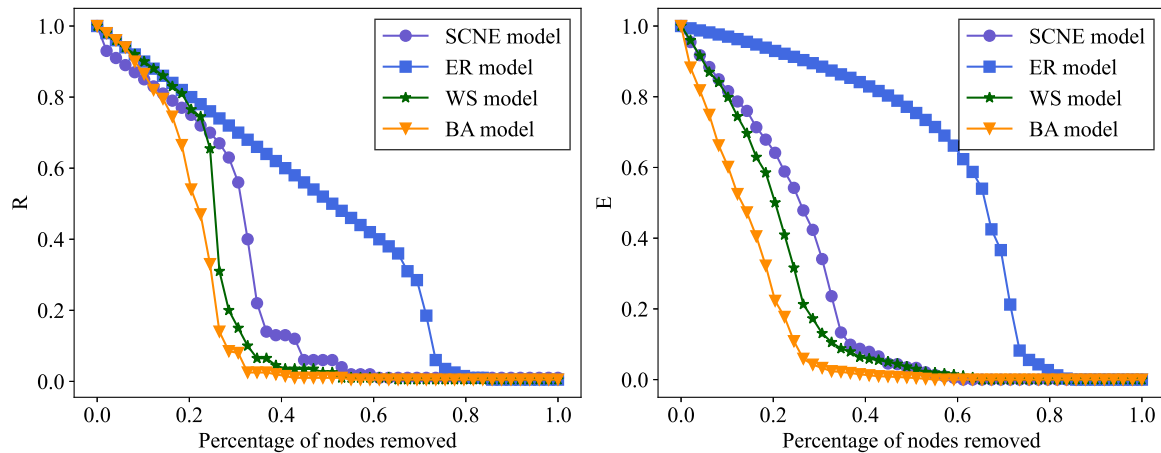 1.0
0.8
0.6
0.4
0.2
0.0
R
0.0 0.2 0.4 0.6 0.8 1.0
Percentage of nodes removed
SCNE model
ER model
WS model
BA model
1.0
0.8
0.6
0.4
0.2
0.0
E
0.0 0.2 0.4 0.6 0.8 1.0
Percentage of nodes removed
SCNE model
ER model
WS model
BA model